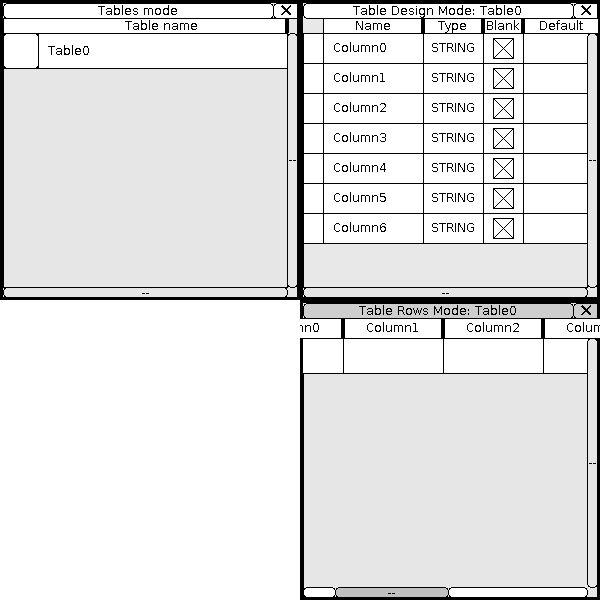 Tables mode
Table name
Table0
--
--
Table Design Mode: Table0
Name Type Blank Default
Column0 STRING
Column1 STRING
Column2 STRING
Column3 STRING
Column4 STRING
Column5 STRING
Column6 STRING
--
--
Table Rows Mode: Table0
nn0 Column1 Column2 Colum
--
--